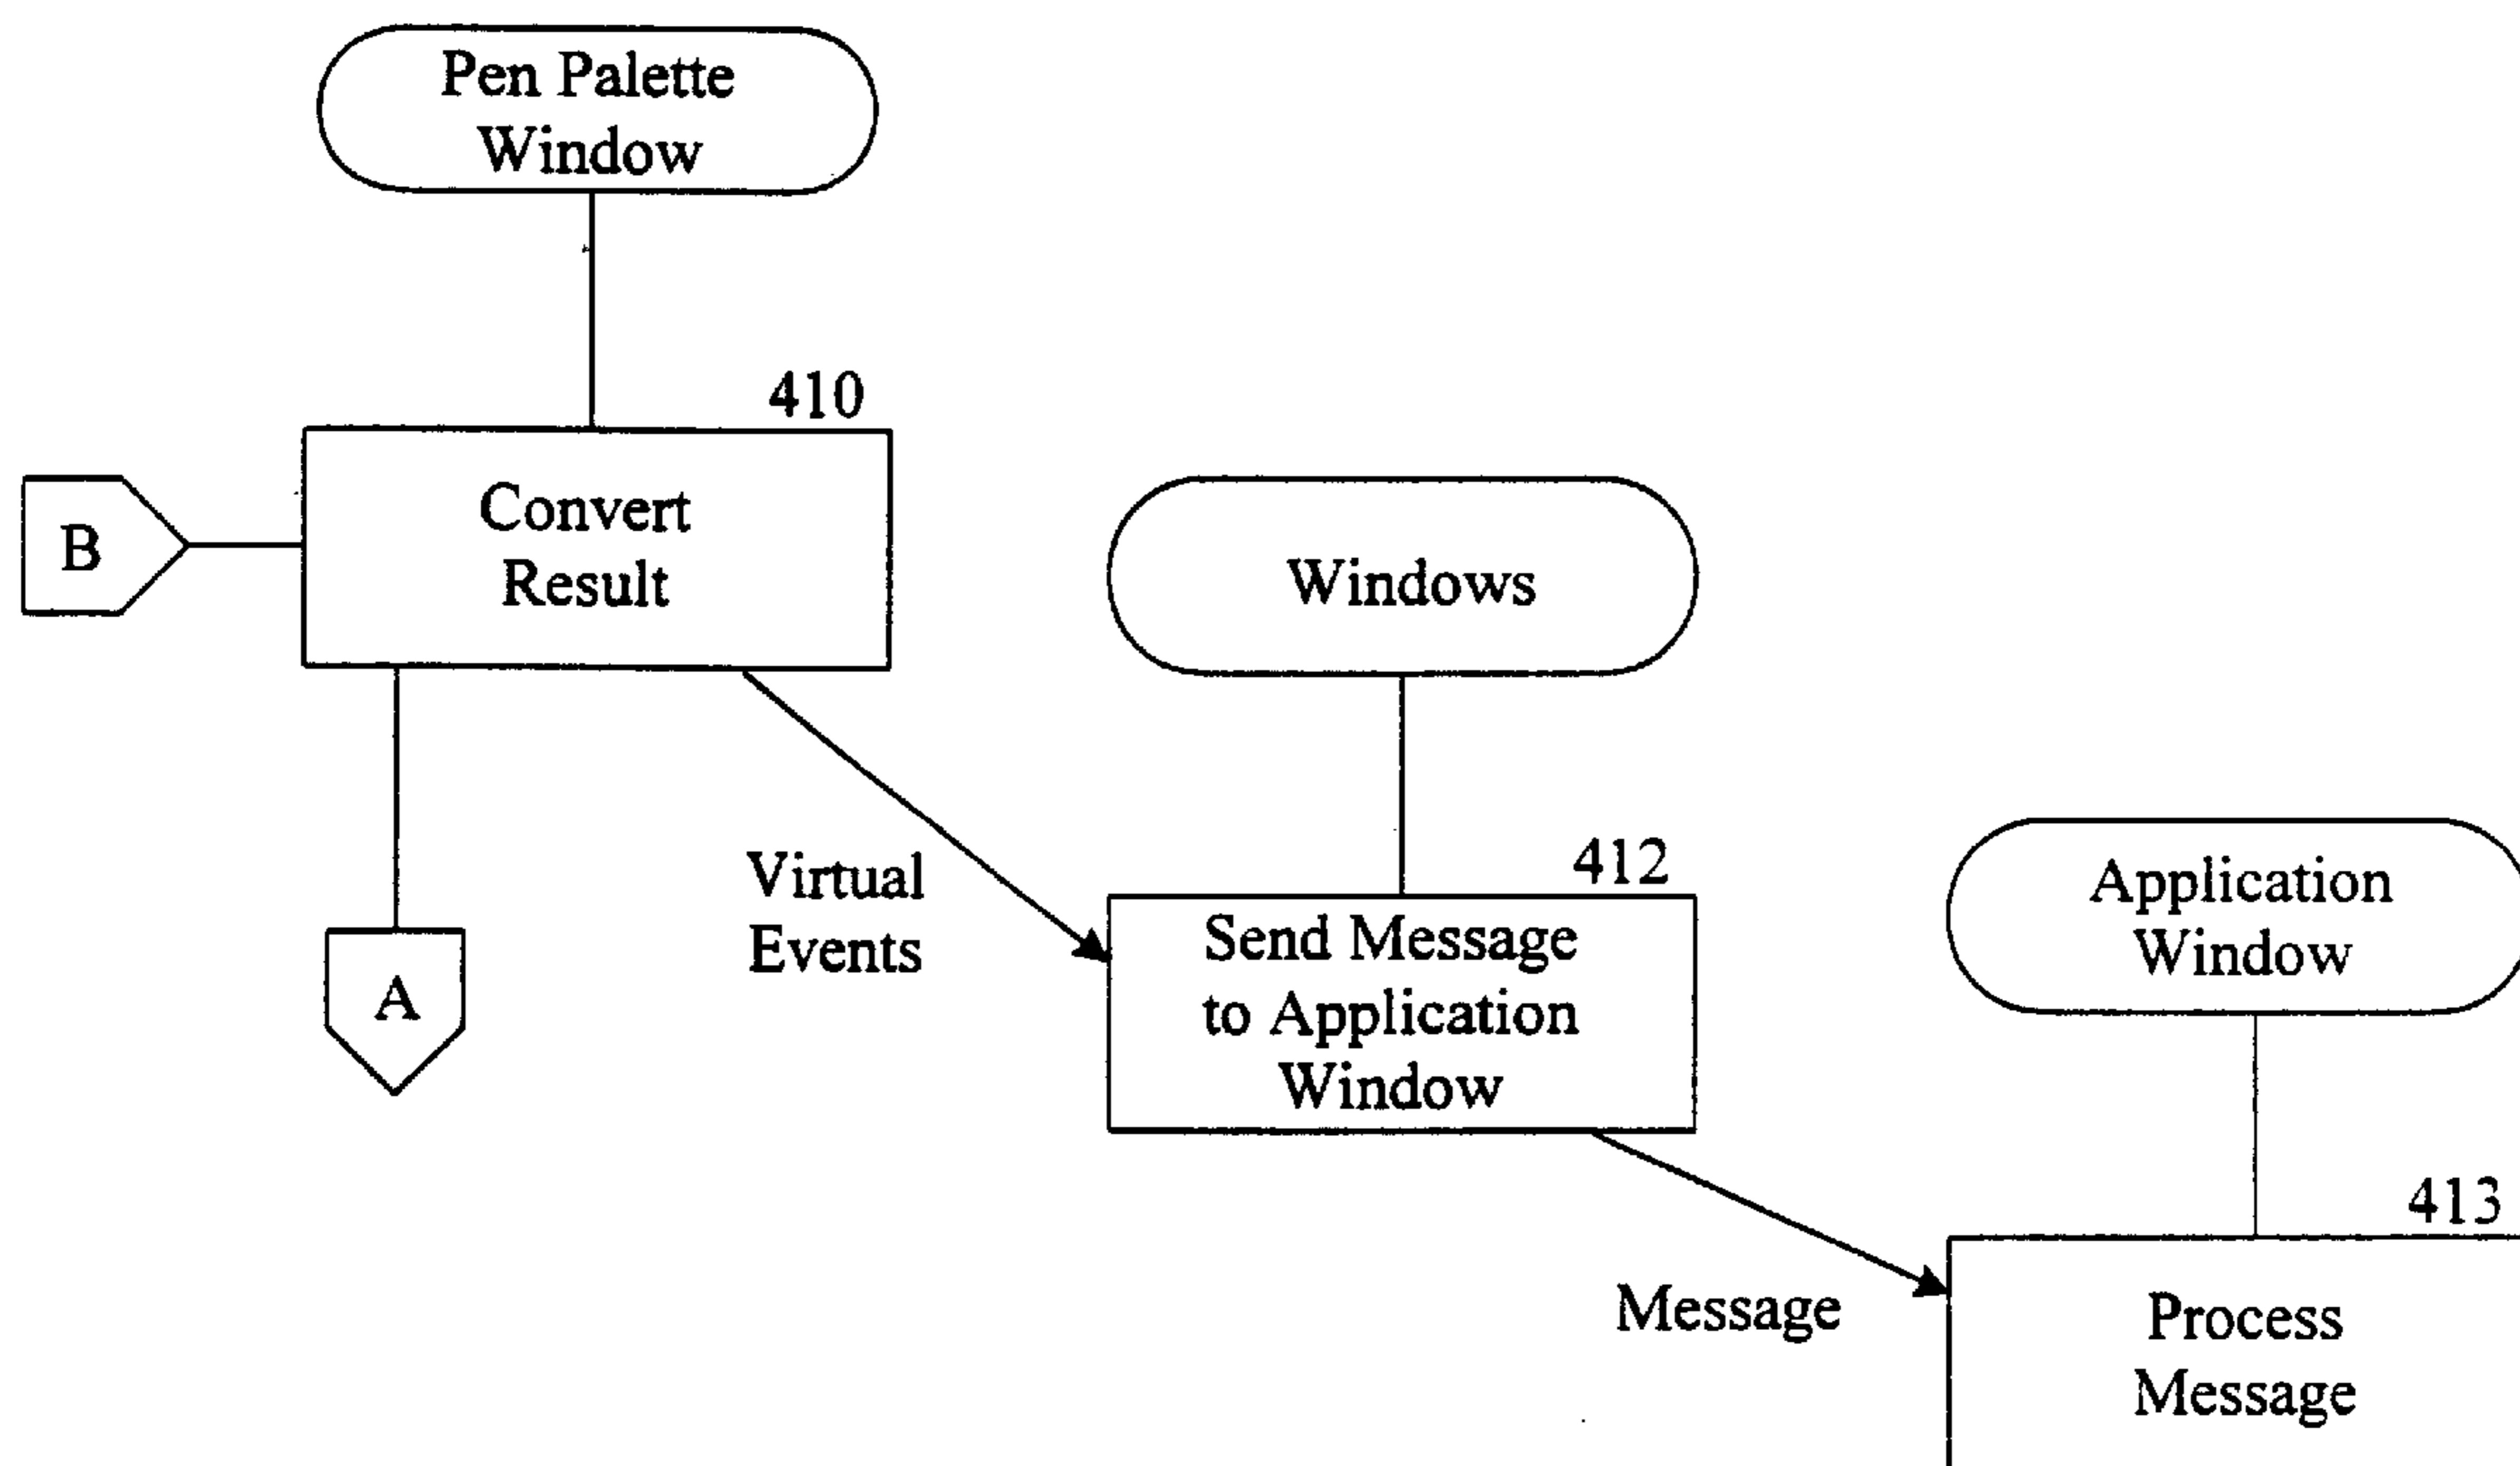 Pen Palette
Window
410
Convert
Result
B
Windows
A
Virtual
Events
412
Send Message
to Application
Window
Application
Window
413
Message
Process
Message